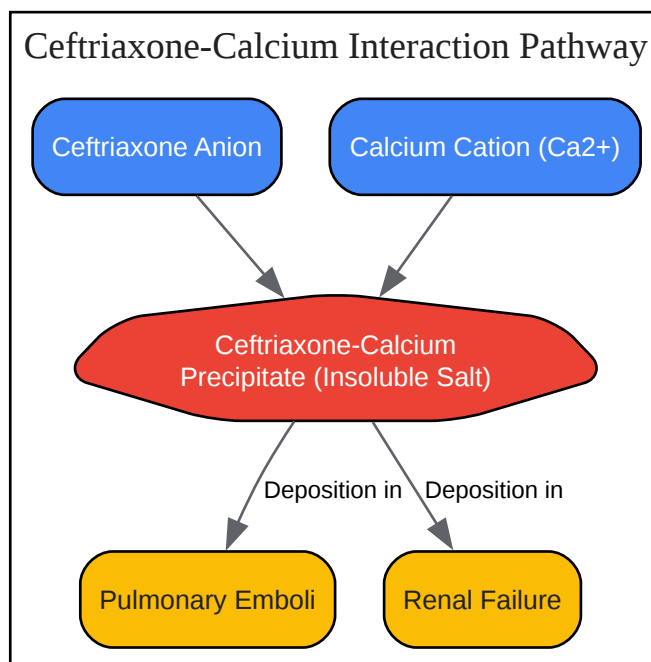 Ceftriaxone-Calcium Interaction Pathway
Ceftriaxone Anion
Calcium Cation (Ca2+)
Ceftriaxone-Calcium
Precipitate (Insoluble Salt)
Deposition in
Deposition in
Pulmonary Emboli
Renal Failure